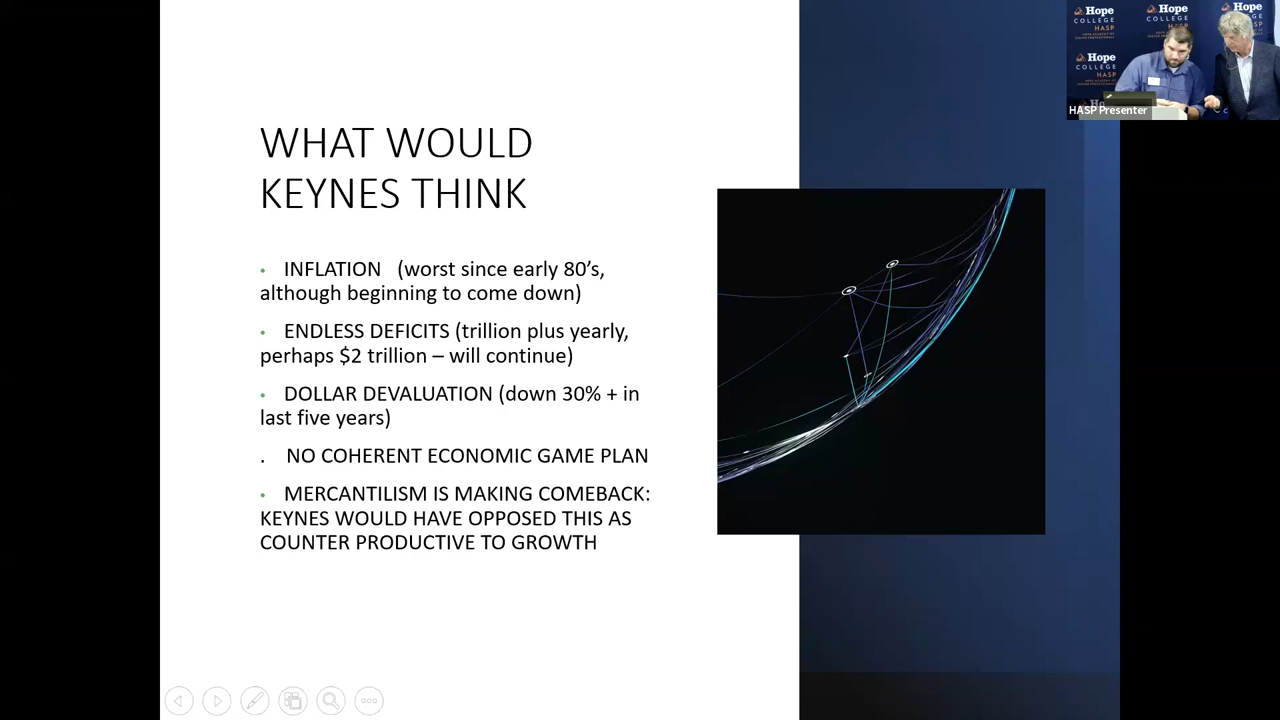 WHAT WOULD
KEYNES THINK
• INFLATION (worst since early 80's,
although beginning to come down)
• ENDLESS DEFICITS (trillion plus yearly,
perhaps $2 trillion – will continue)
• DOLLAR DEVALUATION (down 30% + in
last five years)
. NO COHERENT ECONOMIC GAME PLAN
• MERCANTILISM IS MAKING COMEBACK:
KEYNES WOULD HAVE OPPOSED THIS AS
COUNTER PRODUCTIVE TO GROWTH
Hope
COLLEGE
HASP
Hope
COLLEGE
Hope
Hope
COLLEGE
HASP
HASP Presenter